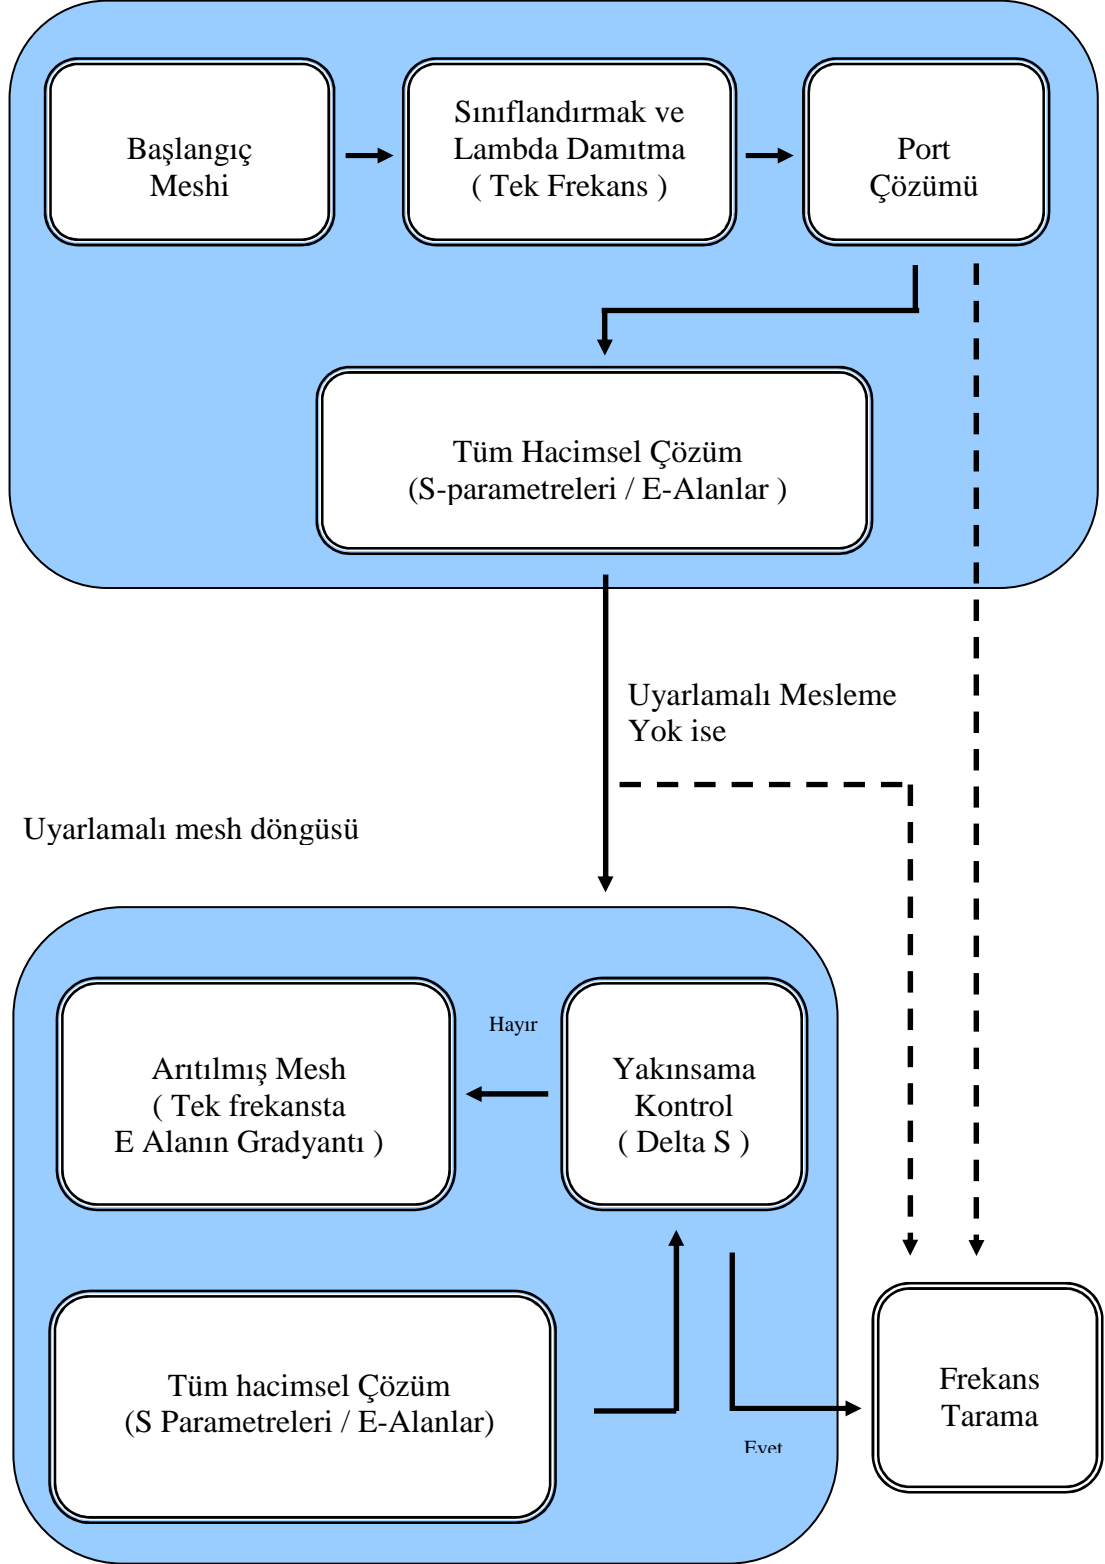 Başlangıç
Meshi
Sınıflandırmak ve
Lambda Damıtma
( Tek Frekans )
Port
Çözümü
Tüm Hacimsel Çözüm
(S-parametreleri / E-Alanlar )
Uyarlamalı Mesleme
Yok ise
Uyarlamalı mesh döngüsü
Arıtılmış Mesh
( Tek frekansta
E Alanın Gradyantı )
Hayır
Yakınsama
Kontrol
( Delta S )
Tüm hacimsel Çözüm
(S Parametreleri / E-Alanlar)
Evet
Frekans
Tarama